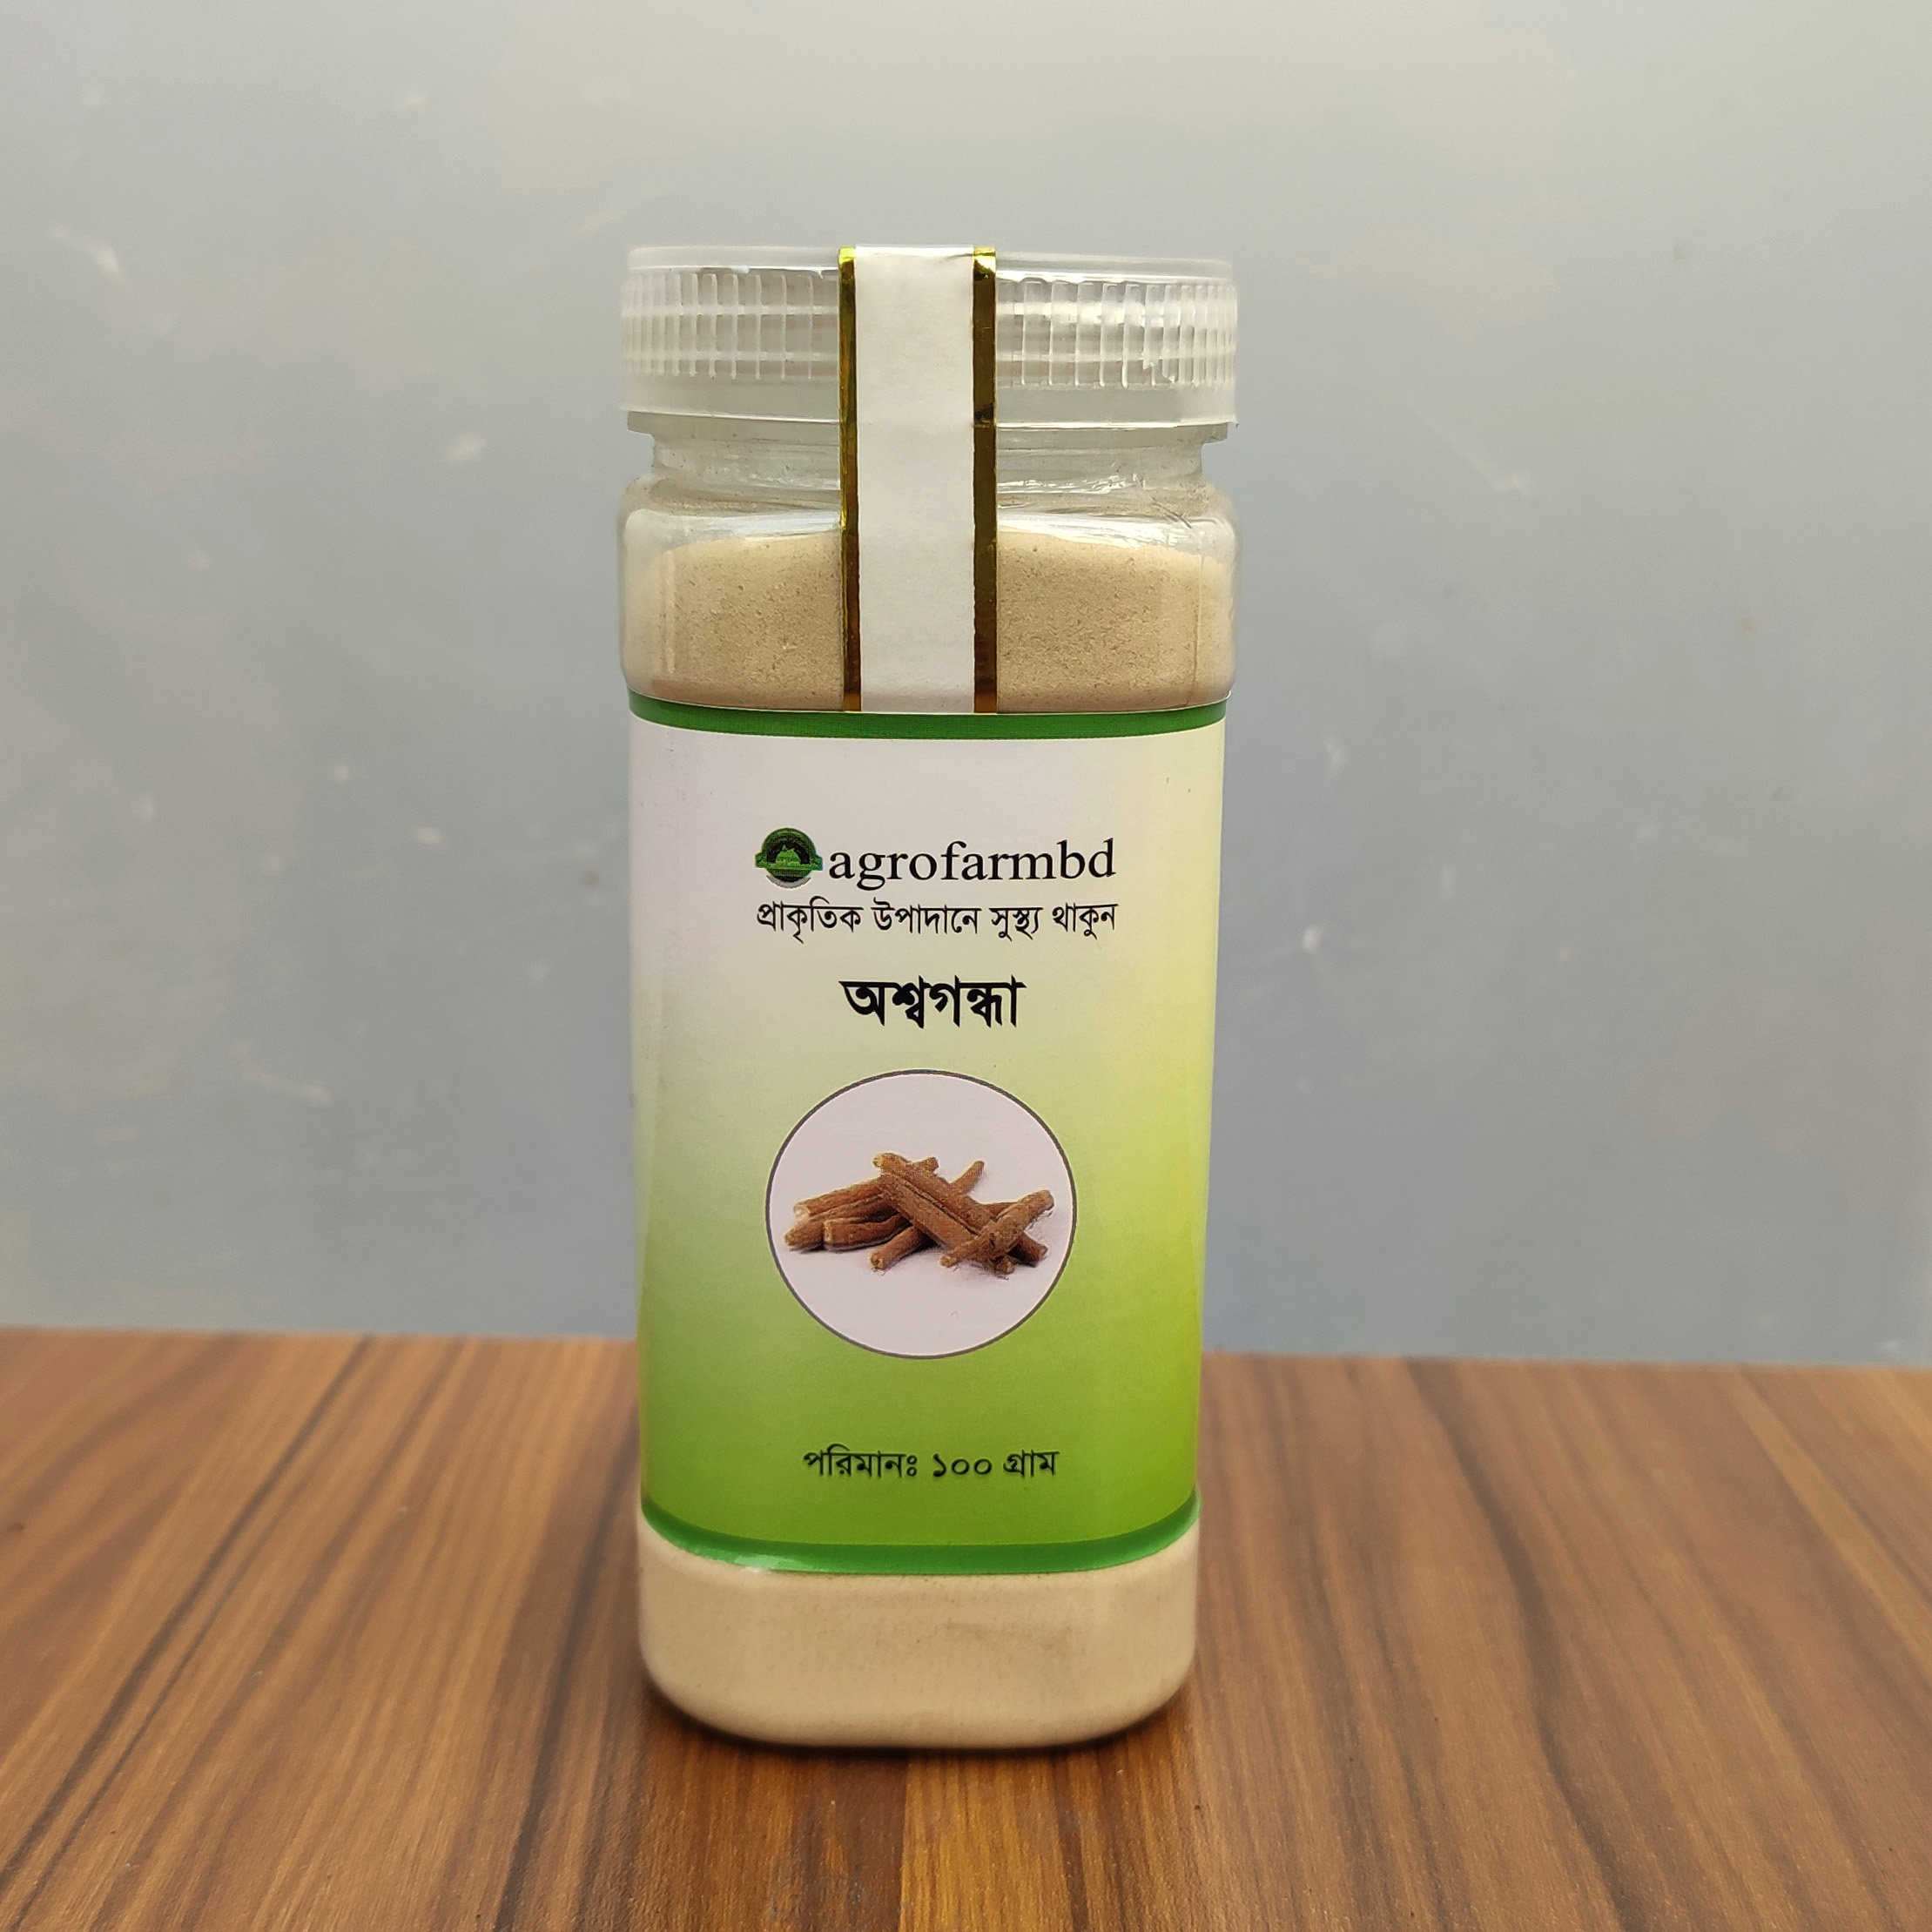 agrofarmbd
প্রাকৃতিক উপাদানে সুস্থ্য থাকুন
অশ্বগন্ধা
পরিমানঃ ১০০ গ্রাম